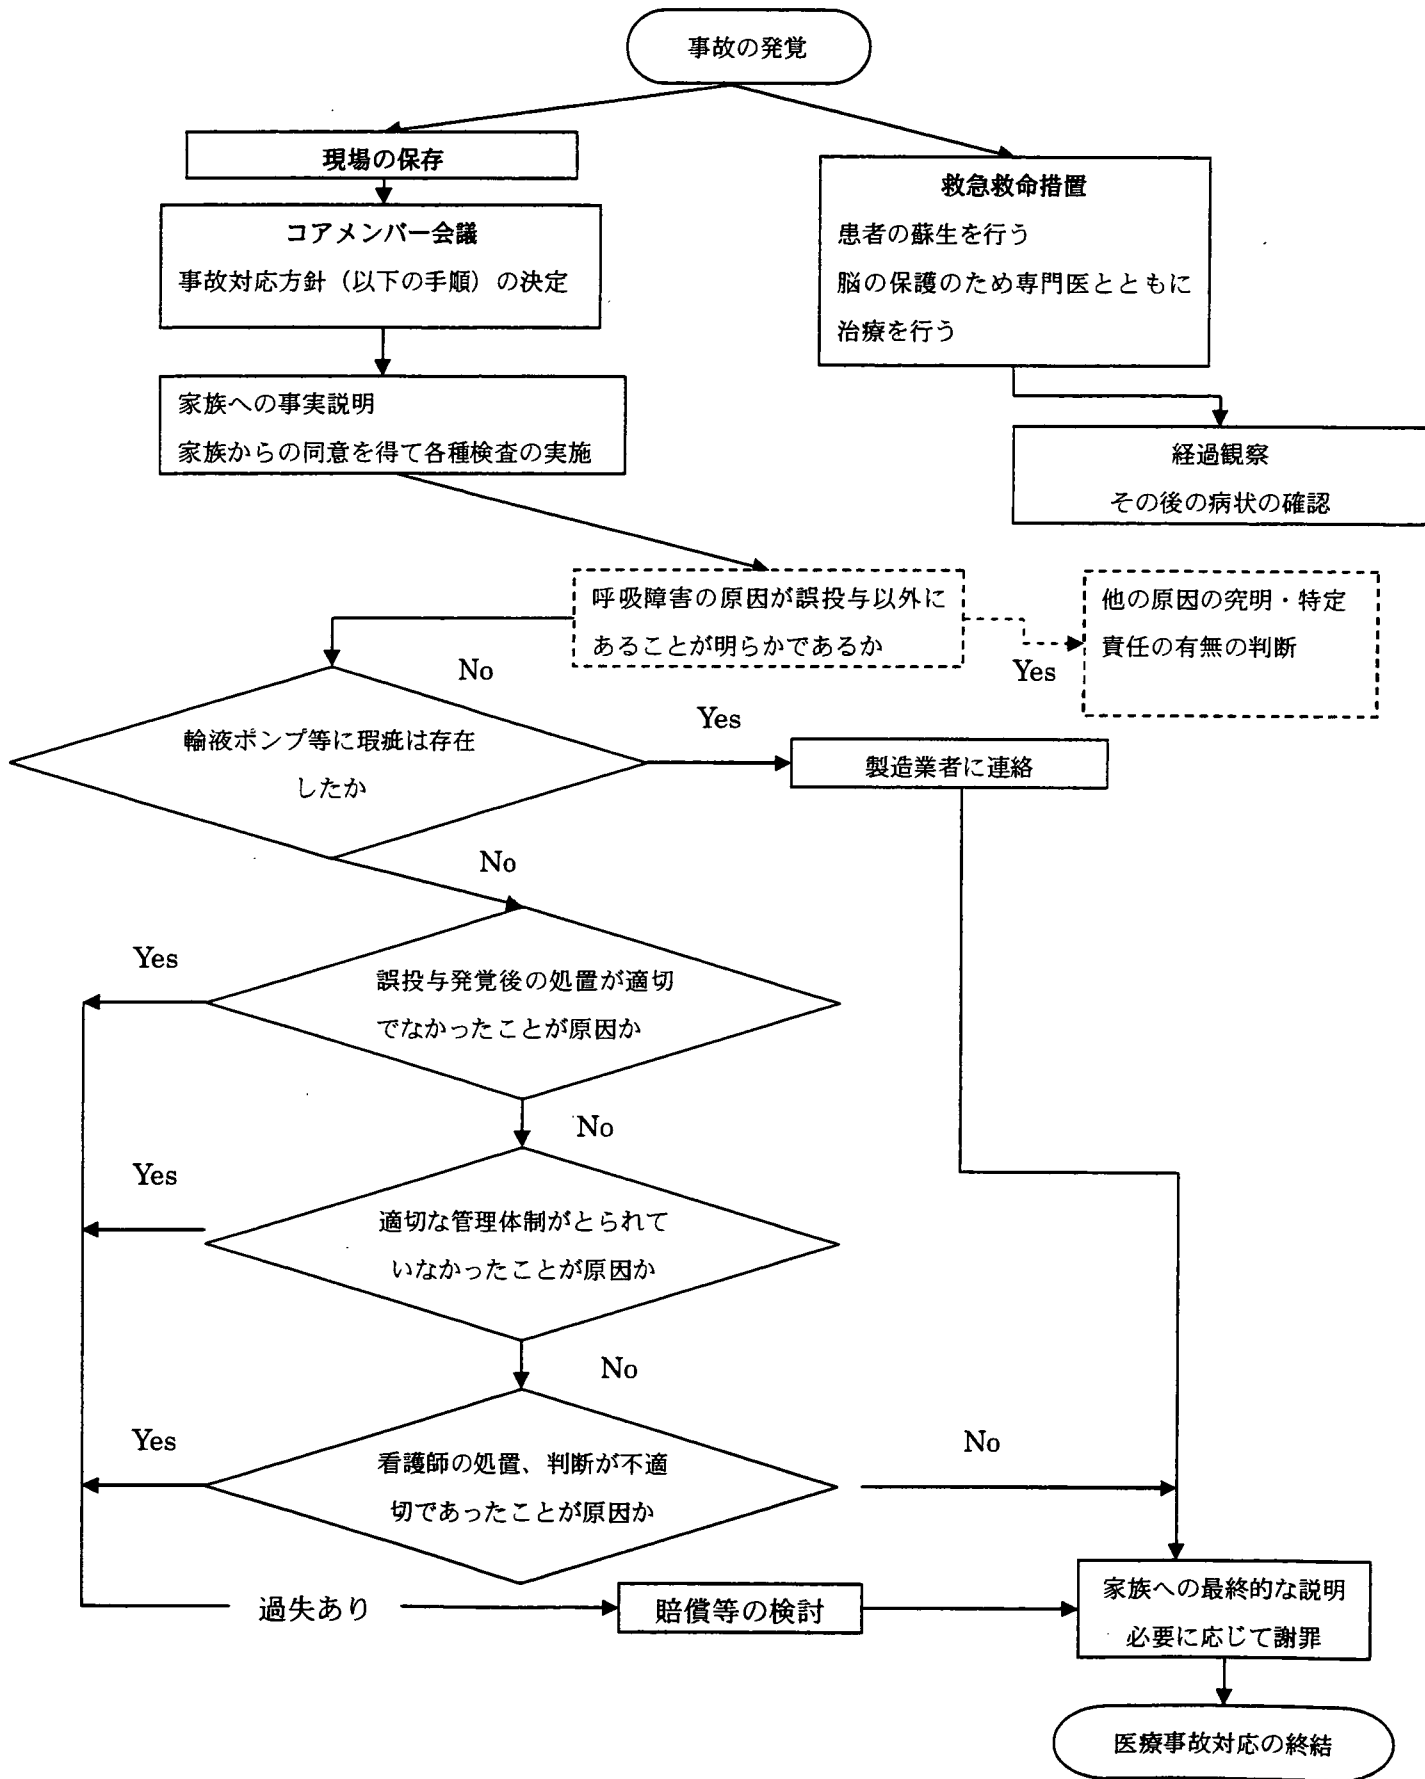 事故の発覚
現場の保存
コアメンバー会議
事故対応方針（以下の手順）の決定
救急救命措置
患者の蘇生を行う
脳の保護のため専門医とともに
治療を行う
家族への事実説明
家族からの同意を得て各種検査の実施
経過観察
その後の病状の確認
呼吸障害の原因が誤投与以外に
あることが明らかであるか
他の原因の究明・特定
責任の有無の判断
No
Yes
輸液ポンプ等に瑕疵は存在
したか
Yes
製造業者に連絡
No
Yes
誤投与発覚後の処置が適切
でなかったことが原因か
No
Yes
適切な管理体制がとられて
いなかったことが原因か
No
Yes
看護師の処置、判断が不適
切であったことが原因か
No
過失あり
賠償等の検討
家族への最終的な説明
必要に応じて謝罪
医療事故対応の終結